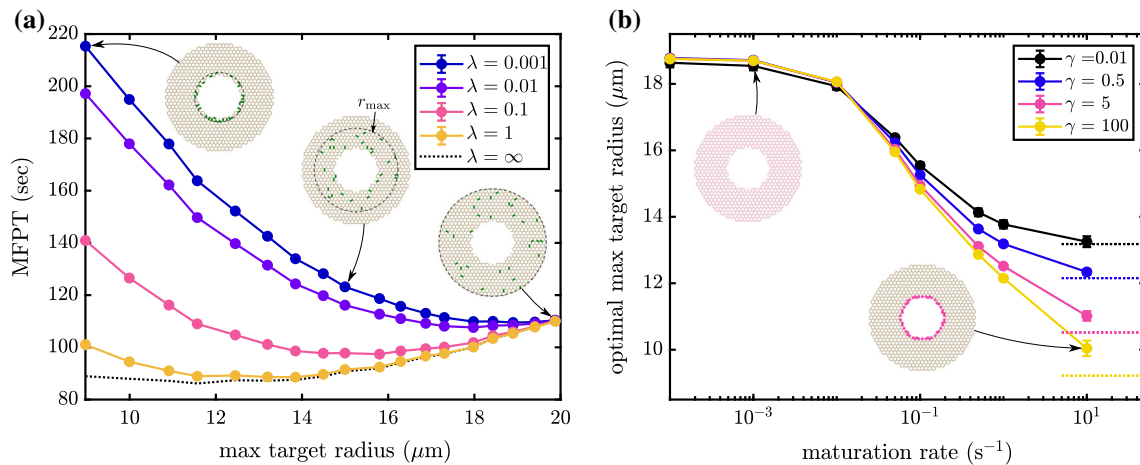 (a)
220
200
180
160
140
120
100
80
MFPT (sec)
10
12
14
16
18
20
max target radius (μm)
r_max
λ = 0.001
λ = 0.01
λ = 0.1
λ = 1
λ = ∞
(b)
18
16
14
12
10
optimal max target radius (μm)
10⁻³
10⁻¹
10¹
maturation rate (s⁻¹)
γ =0.01
γ = 0.5
γ = 5
γ = 100